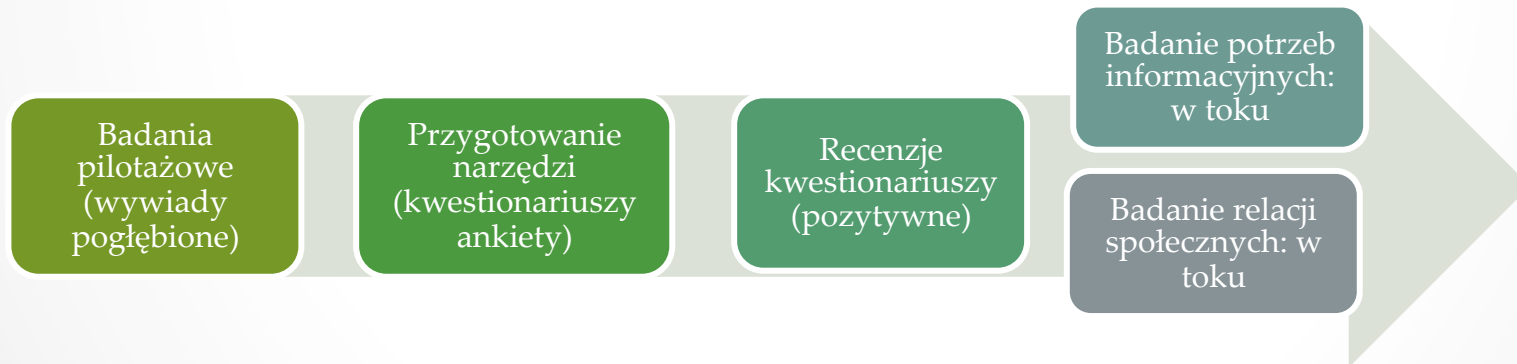 Badania
pilotażowe
(wywiady
pogłębione)
Przygotowanie
narzędzi
(kwestionariuszy
ankiety)
Recenzje
kwestionariuszy
(pozytywne)
Badanie potrzeb
informacyjnych:
w toku
Badanie relacji
społecznych: w
toku